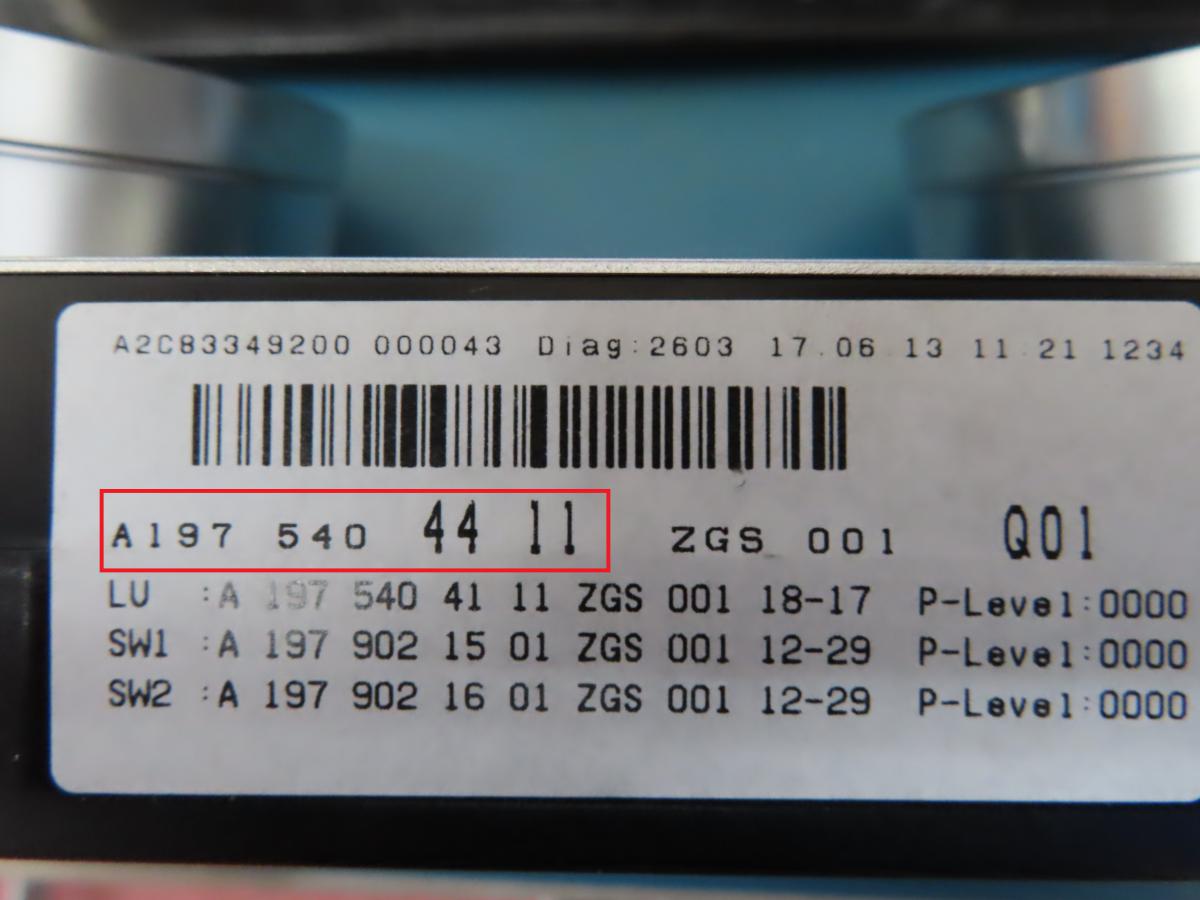 A2C83349200 000043 Diag:2603 17.06.13 11:21 1234
A197 540 44 11 ZGS 001 Q01
LU :A 197 540 41 11 ZGS 001 18-17 P-Level:0000
SW1 :A 197 902 15 01 ZGS 001 12-29 P-Level:0000
SW2 :A 197 902 16 01 ZGS 001 12-29 P-Level:0000